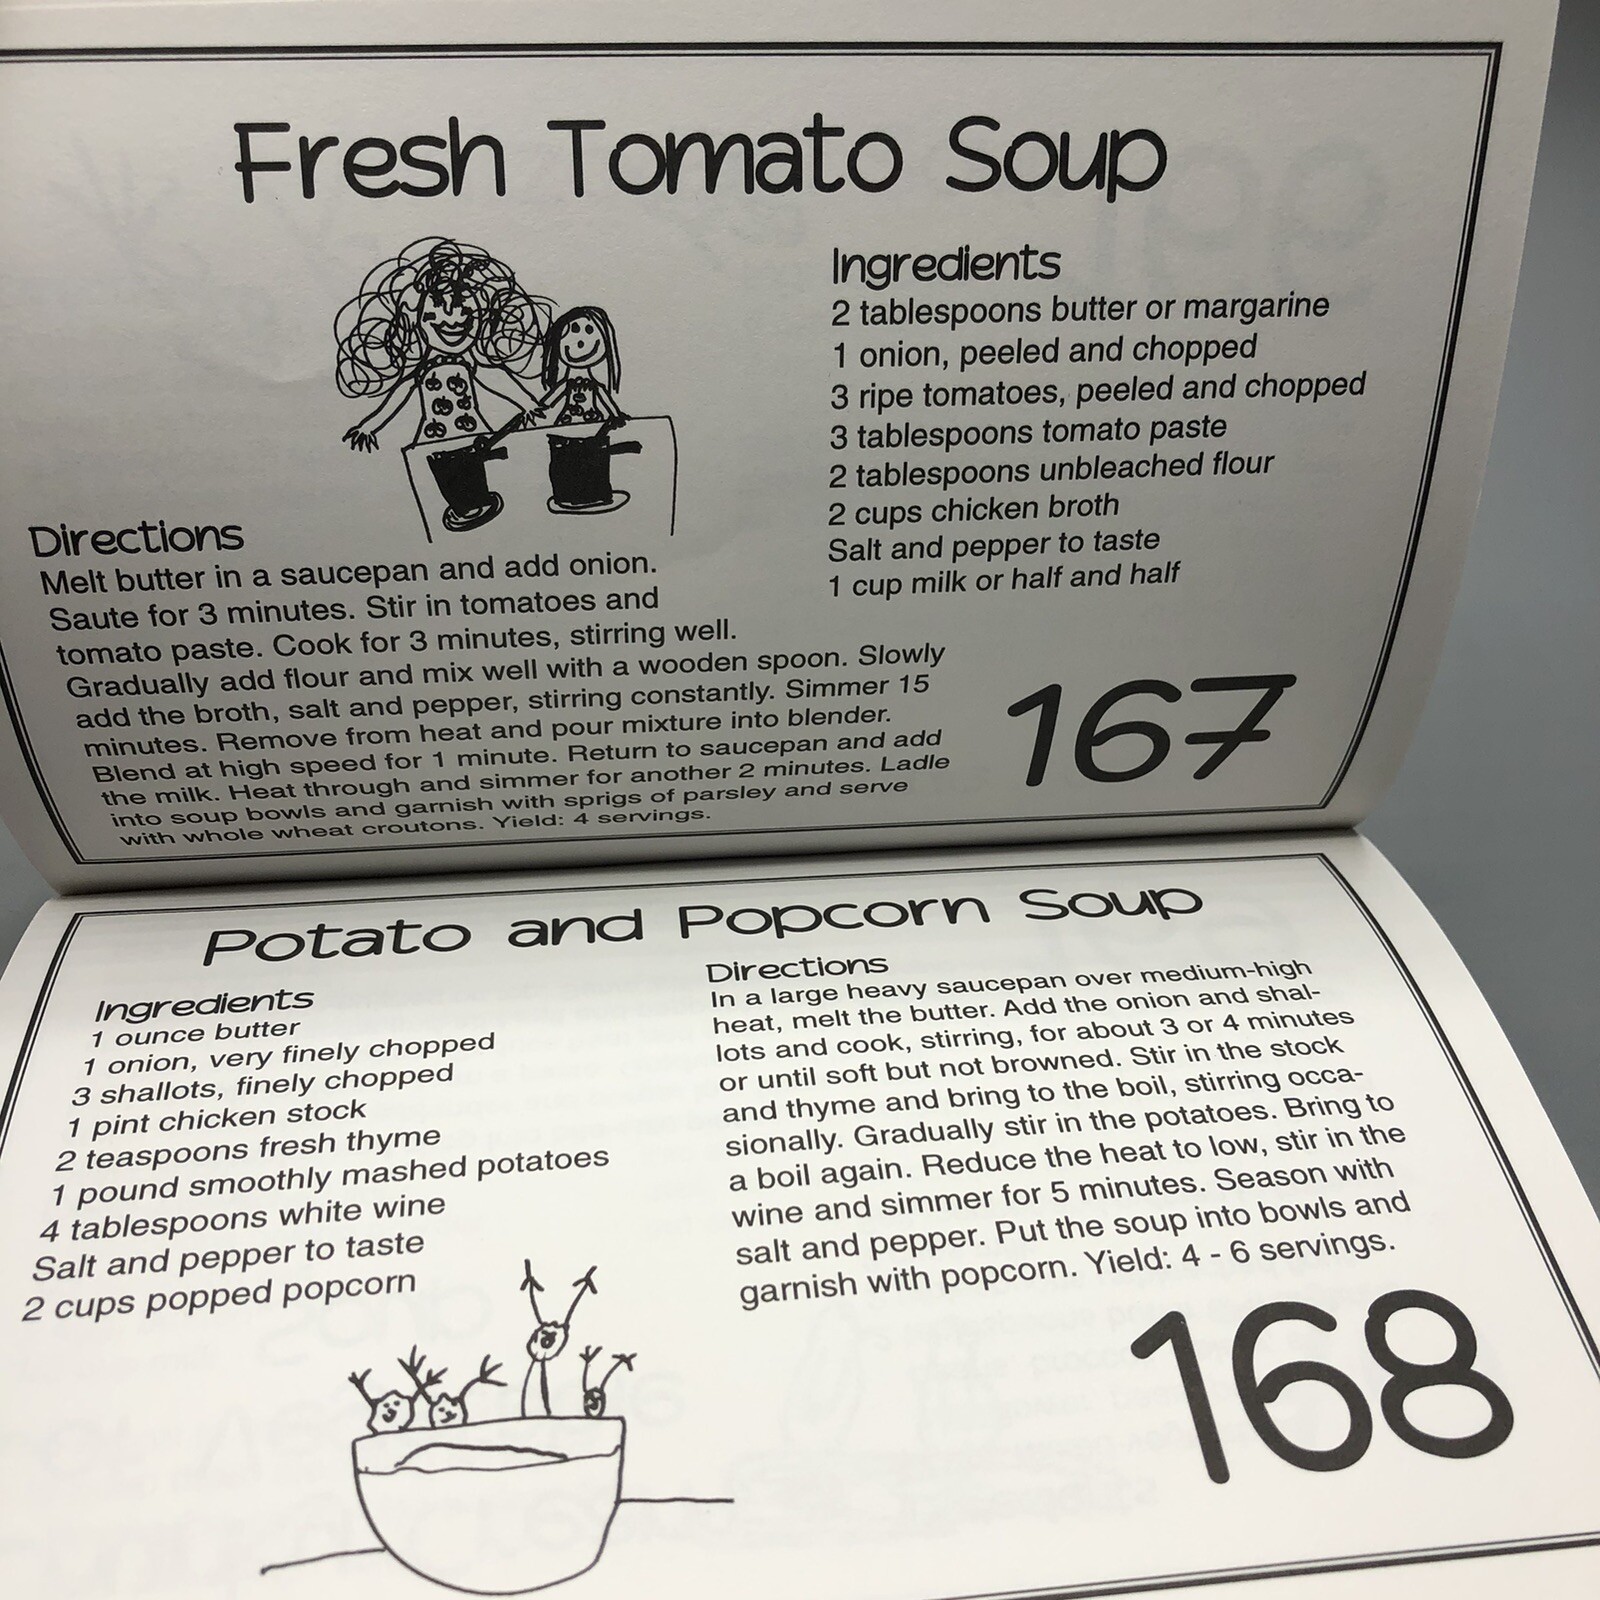 Fresh Tomato Soup
Ingredients
2 tablespoons butter or margarine
1 onion, peeled and chopped
3 ripe tomatoes, peeled and chopped
3 tablespoons tomato paste
2 tablespoons unbleached flour
2 cups chicken broth
Salt and pepper to taste
1 cup milk or half and half
Directions
Melt butter in a saucepan and add onion.
Saute for 3 minutes. Stir in tomatoes and
tomato paste. Cook for 3 minutes, stirring well.
Gradually add flour and mix well with a wooden spoon. Slowly
add the broth, salt and pepper, stirring constantly. Simmer 15
minutes. Remove from heat and pour mixture into blender.
Blend at high speed for 1 minute. Return to saucepan and add
the milk. Heat through and simmer for another 2 minutes. Ladle
into soup bowls and garnish with sprigs of parsley and serve
with whole wheat croutons. Yield: 4 servings.
167
Potato and Popcorn Soup
Ingredients
1 ounce butter
1 onion, very finely chopped
3 shallots, finely chopped
1 pint chicken stock
2 teaspoons fresh thyme
1 pound smoothly mashed potatoes
4 tablespoons white wine
Salt and pepper to taste
2 cups popped popcorn
Directions
In a large heavy saucepan over medium-high
heat, melt the butter. Add the onion and shal-
lots and cook, stirring, for about 3 or 4 minutes
or until soft but not browned. Stir in the stock
and thyme and bring to the boil, stirring occa-
sionally. Gradually stir in the potatoes. Bring to
a boil again. Reduce the heat to low, stir in the
wine and simmer for 5 minutes. Season with
salt and pepper. Put the soup into bowls and
garnish with popcorn. Yield: 4 - 6 servings.
168